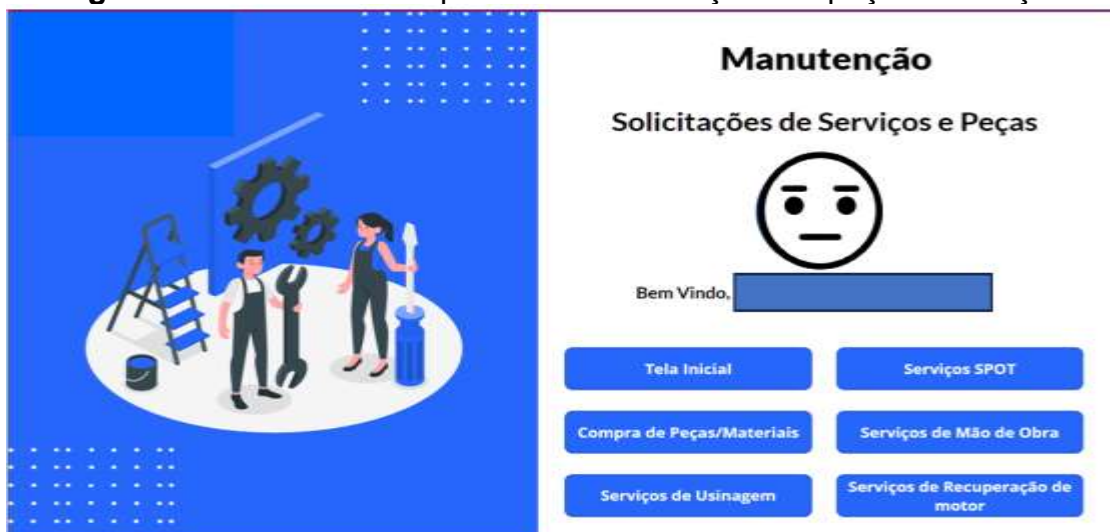 Manutenção
Solicitações de Serviços e Peças
Bem Vindo,
Tela Inicial
Serviços SPOT
Compra de Peças/Materiais
Serviços de Mão de Obra
Serviços de Usinagem
Serviços de Recuperação de
motor